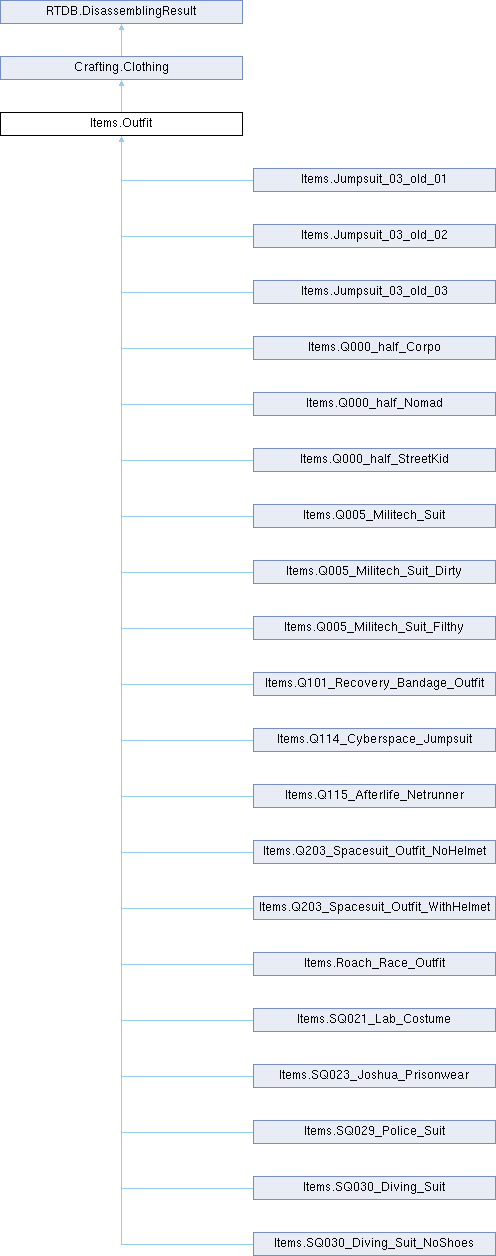 RTDB.DisassemblingResult
Crafting.Clothing
Items.Outfit
Items.Jumpsuit_03_old_01
Items.Jumpsuit_03_old_02
Items.Jumpsuit_03_old_03
Items.Q000_half_Corpo
Items.Q000_half_Nomad
Items.Q000_half_StreetKid
Items.Q005_Militech_Suit
Items.Q005_Militech_Suit_Dirty
Items.Q005_Militech_Suit_Filthy
Items.Q101_Recovery_Bandage_Outfit
Items.Q114_Cyberspace_Jumpsuit
Items.Q115_Afterlife_Netrunner
Items.Q203_Spacesuit_Outfit_NoHelmet
Items.Q203_Spacesuit_Outfit_WithHelmet
Items.Roach_Race_Outfit
Items.SQ021_Lab_Costume
Items.SQ023_Joshua_Prisonwear
Items.SQ029_Police_Suit
Items.SQ030_Diving_Suit
Items.SQ030_Diving_Suit_NoShoes